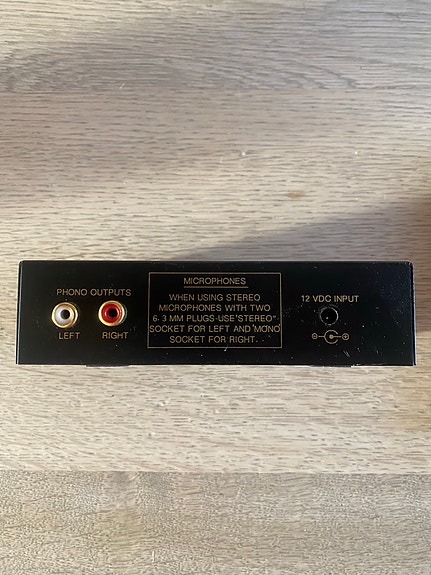 PHONO OUTPUTS
LEFT
RIGHT
MICROPHONES
WHEN USING STEREO
MICROPHONES WITH TWO
6·3 MM PLUGS-USE "STEREO"
SOCKET FOR LEFT AND 'MONO'
SOCKET FOR RIGHT.
12 VDC INPUT